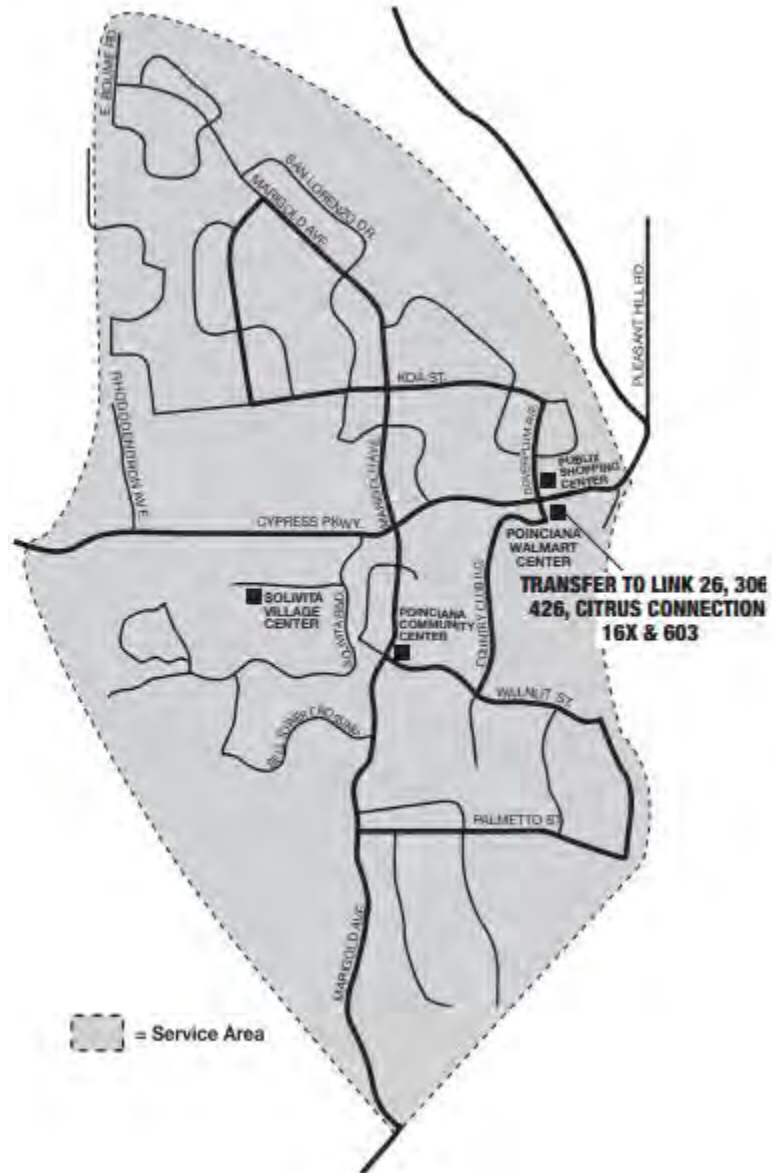 E. BOURNE RD
SAN LORENZO DR.
MARIGOLD AVE.
PLEASANT HILL RD.
KOA ST.
RHODODENDRON AVE.
DOVERPLUM AVE.
PUBLIX
SHOPPING
CENTER
MARIGOLD AVE.
CYPRESS PKWY.
POINCIANA
WALMART
CENTER
TRANSFER TO LINK 26, 306
426, CITRUS CONNECTION
16X & 603
SOLIVITA
VILLAGE
CENTER
SOLIVITA BLVD.
POINCIANA
COMMUNITY
CENTER
COUNTRY CLUB RD.
WALNUT ST.
PALMETTO ST.
MARIGOLD AVE.
= Service Area